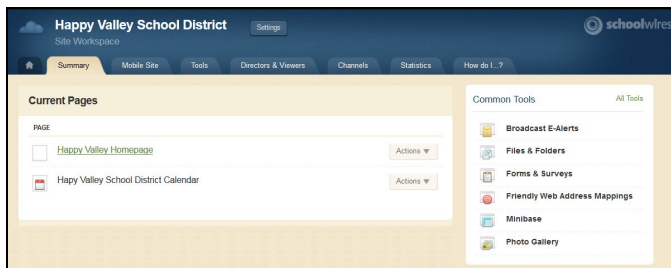 Happy Valley School District
Settings
schoolwires
Site Workspace
Summary
Mobile Site
Tools
Directors & Viewers
Channels
Statistics
How do I...?
Current Pages
PAGE
Happy Valley Homepage
Actions
Hapy Valley School District Calendar
Actions
Common Tools
All Tools
Broadcast E-Alerts
Files & Folders
Forms & Surveys
Friendly Web Address Mappings
Minibase
Photo Gallery